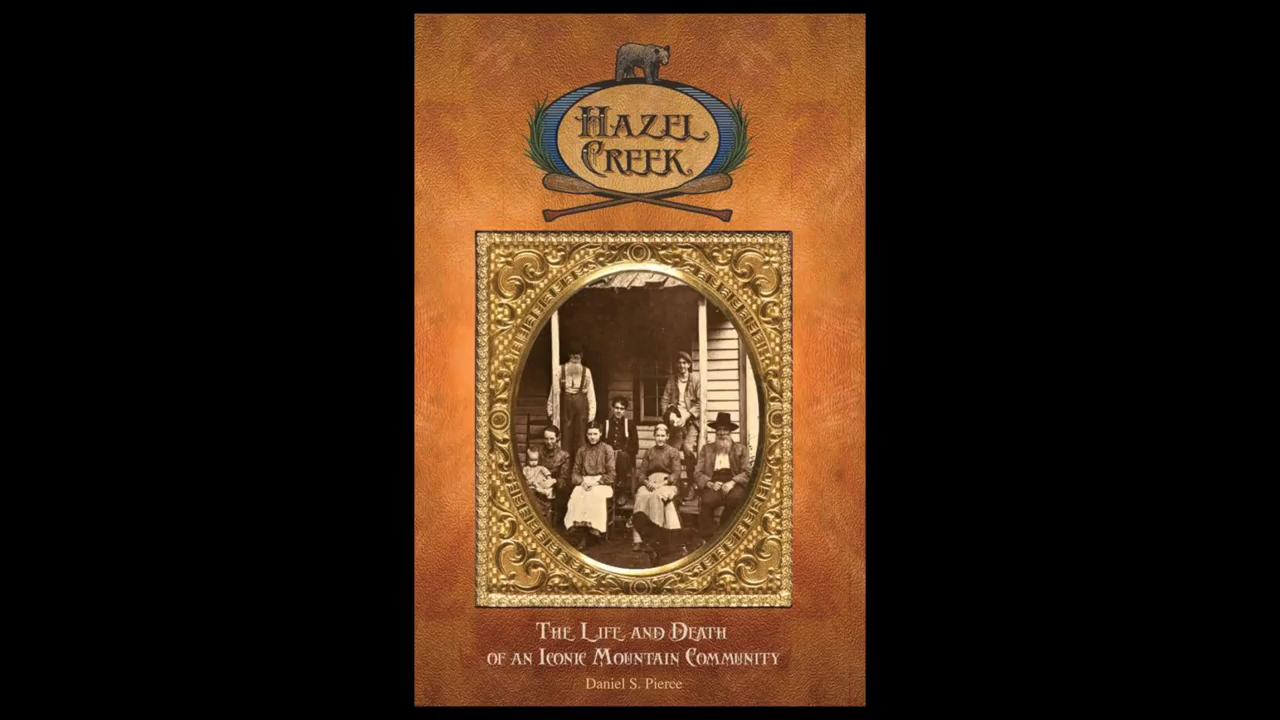 Hazel
Creek
The Life and Death
of an Iconic Mountain Community
Daniel S. Pierce